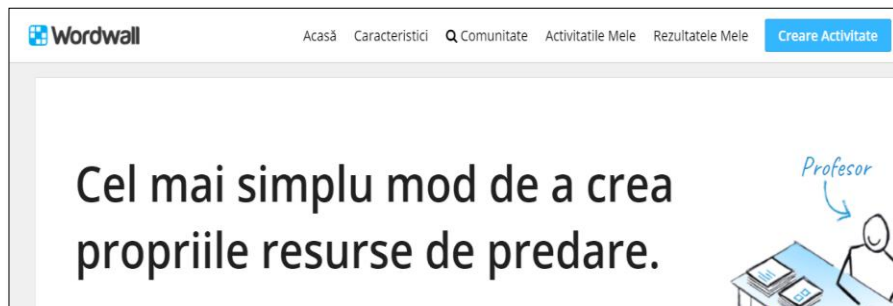 Wordwall
Acasă Caracteristici Comunitate Activitatile Mele Rezultatele Mele Creare Activitate
Profesor
Cel mai simplu mod de a crea
propriile resurse de predare.